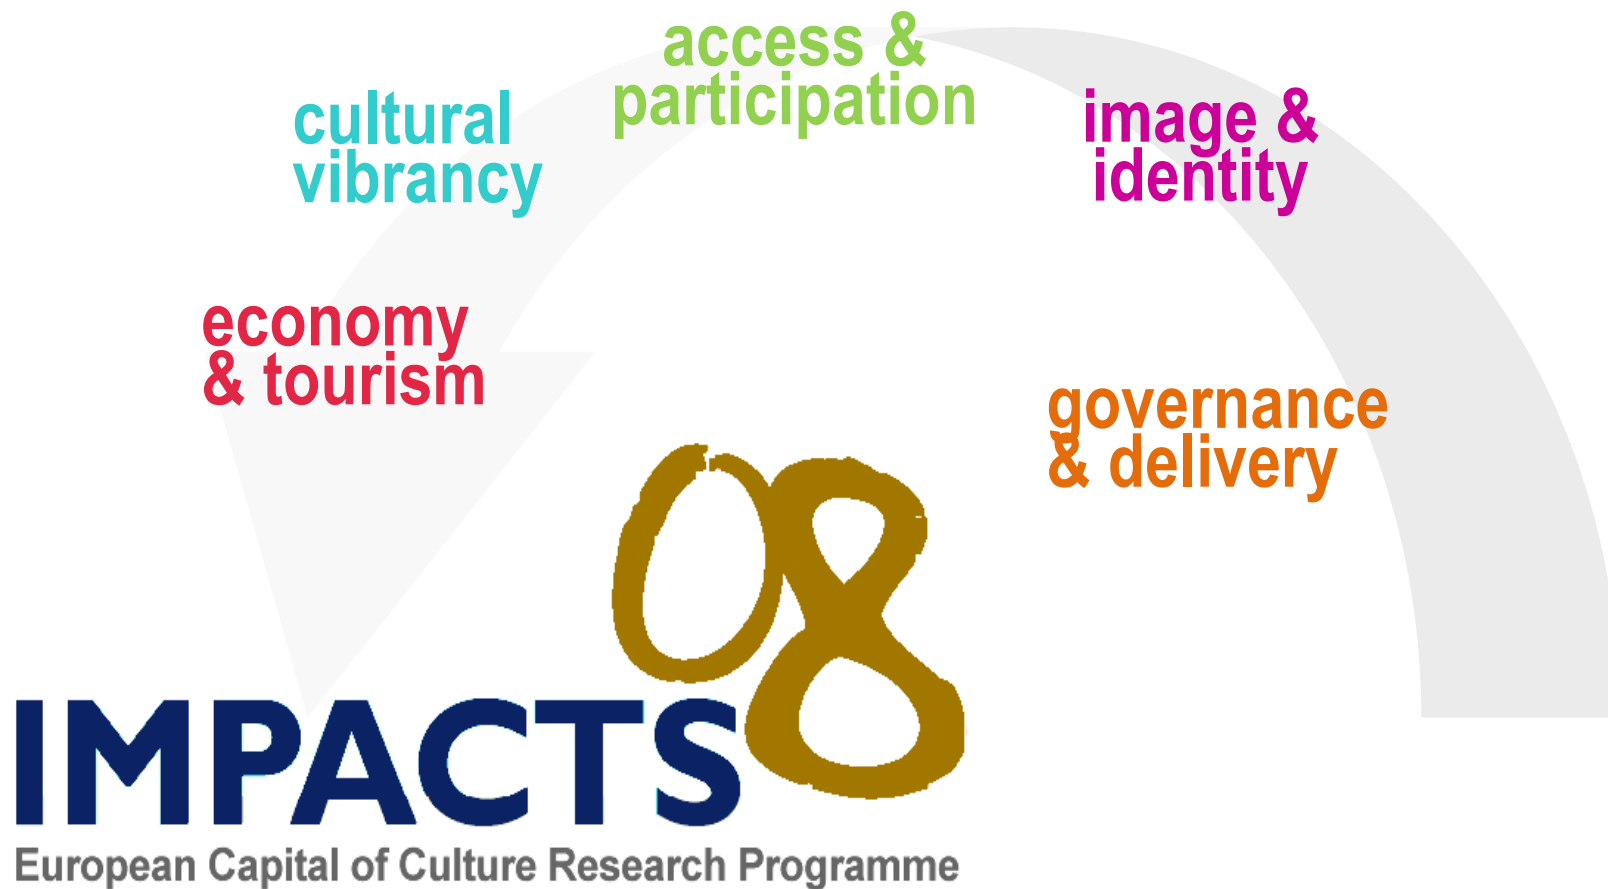 access &
participation
cultural
vibrancy
image &
identity
economy
& tourism
governance
& delivery
08
IMPACTS
European Capital of Culture Research Programme